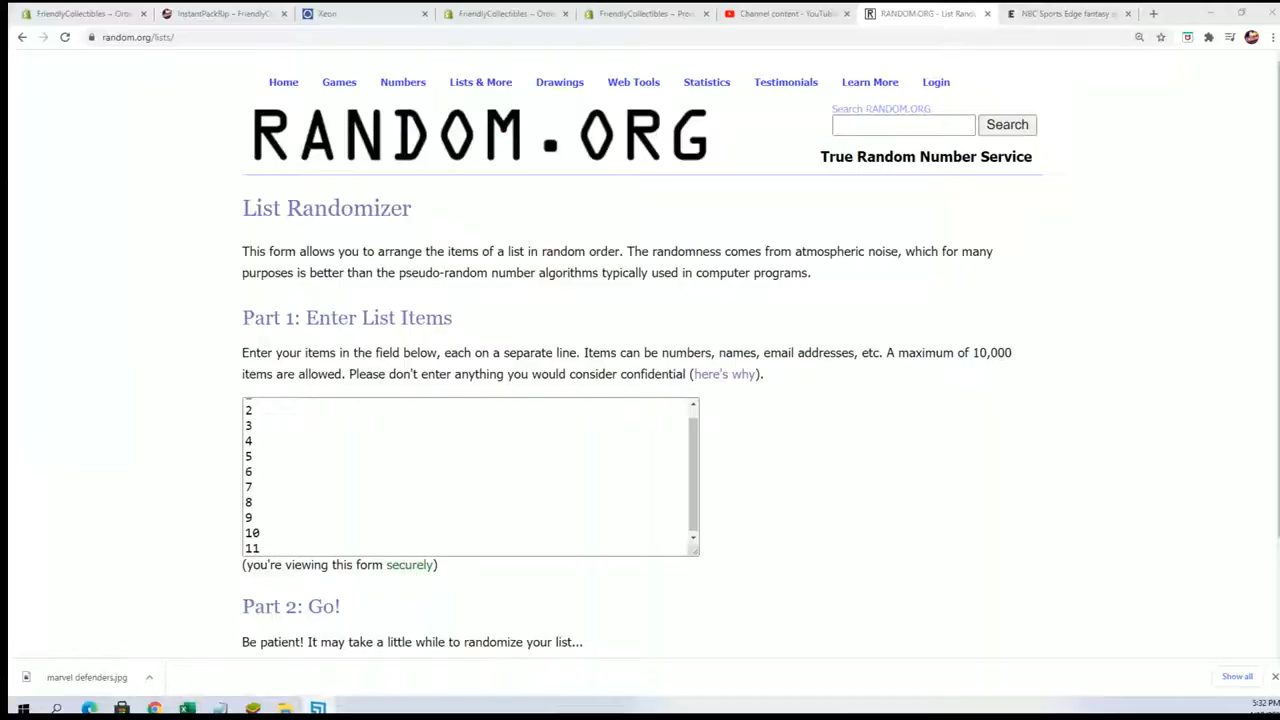 FriendlyCollectibles ~ Ord
InstantPackRip ~ FriendlyC
Xeon
FriendlyCollectibles ~ Ord
FriendlyCollectibles ~ Pro
Channel content - YouTub
RANDOM.ORG - List Rand
NBC Sports Edge fantasy
random.org/lists/
Home Games Numbers Lists & More Drawings Web Tools Statistics Testimonials Learn More Login
RANDOM.ORG
Search RANDOM.ORG
Search
True Random Number Service
List Randomizer
This form allows you to arrange the items of a list in random order. The randomness comes from atmospheric noise, which for many
purposes is better than the pseudo-random number algorithms typically used in computer programs.
Part 1: Enter List Items
Enter your items in the field below, each on a separate line. Items can be numbers, names, email addresses, etc. A maximum of 10,000
items are allowed. Please don't enter anything you would consider confidential (here's why).
2
3
4
5
6
7
8
9
10
11
(you're viewing this form securely)
Part 2: Go!
Be patient! It may take a little while to randomize your list...
marvel defenders.jpg
Show all
5:32 PM